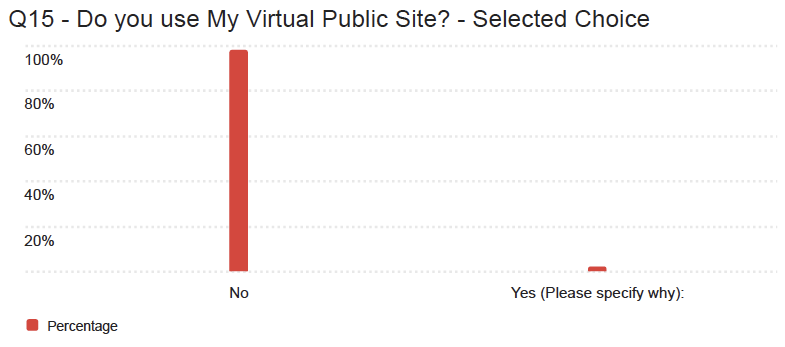 Q15 - Do you use My Virtual Public Site? - Selected Choice
100%
80%
60%
40%
20%
No
Yes (Please specify why):
Percentage